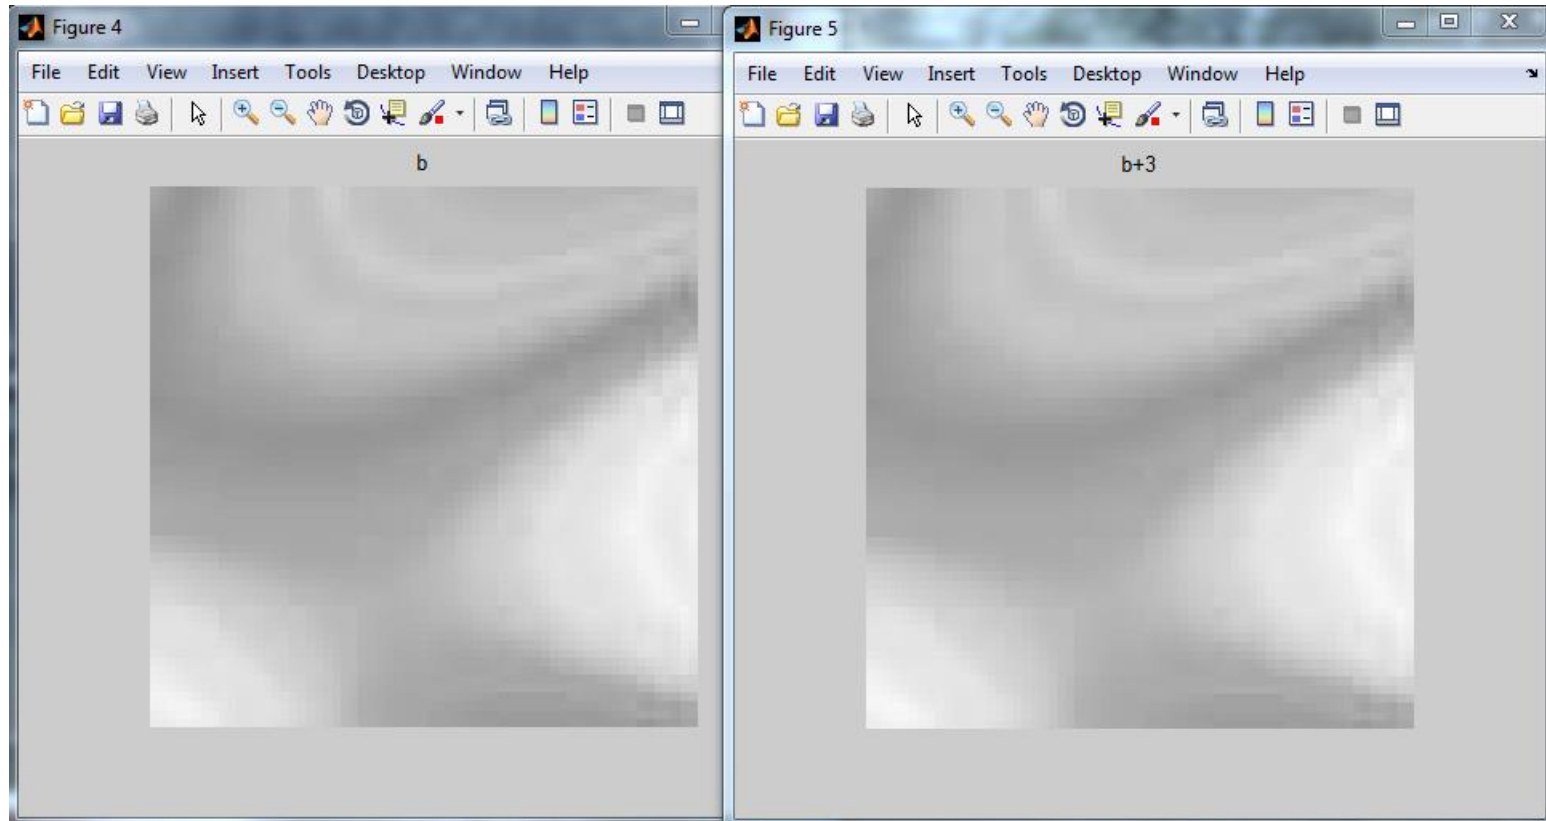 Figure 4
File Edit View Insert Tools Desktop Window Help
b
Figure 5
File Edit View Insert Tools Desktop Window Help
b+3